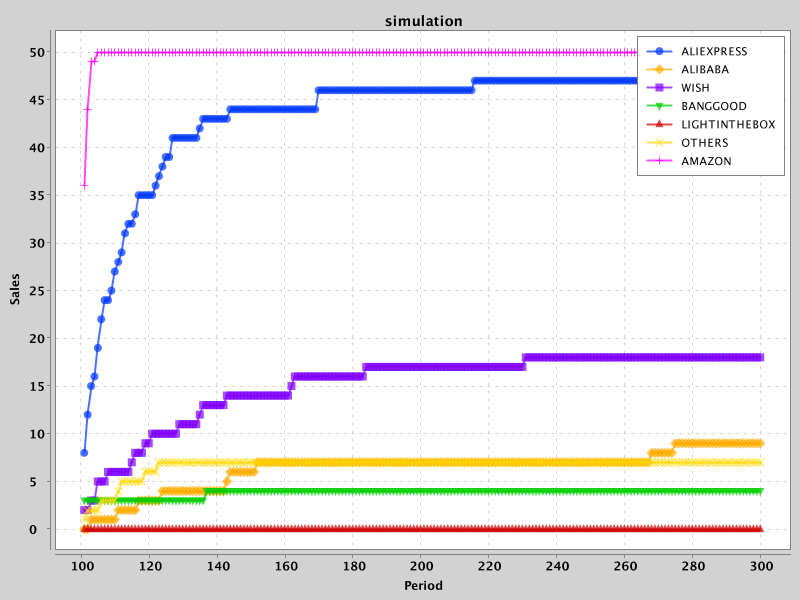 simulation
50
45
40
35
30
25
20
15
10
5
0
Sales
ALIEXPRESS
ALIBABA
WISH
BANGGOOD
LIGHTINTHEBOX
OTHERS
AMAZON
100 120 140 160 180 200 220 240 260 280 300
Period